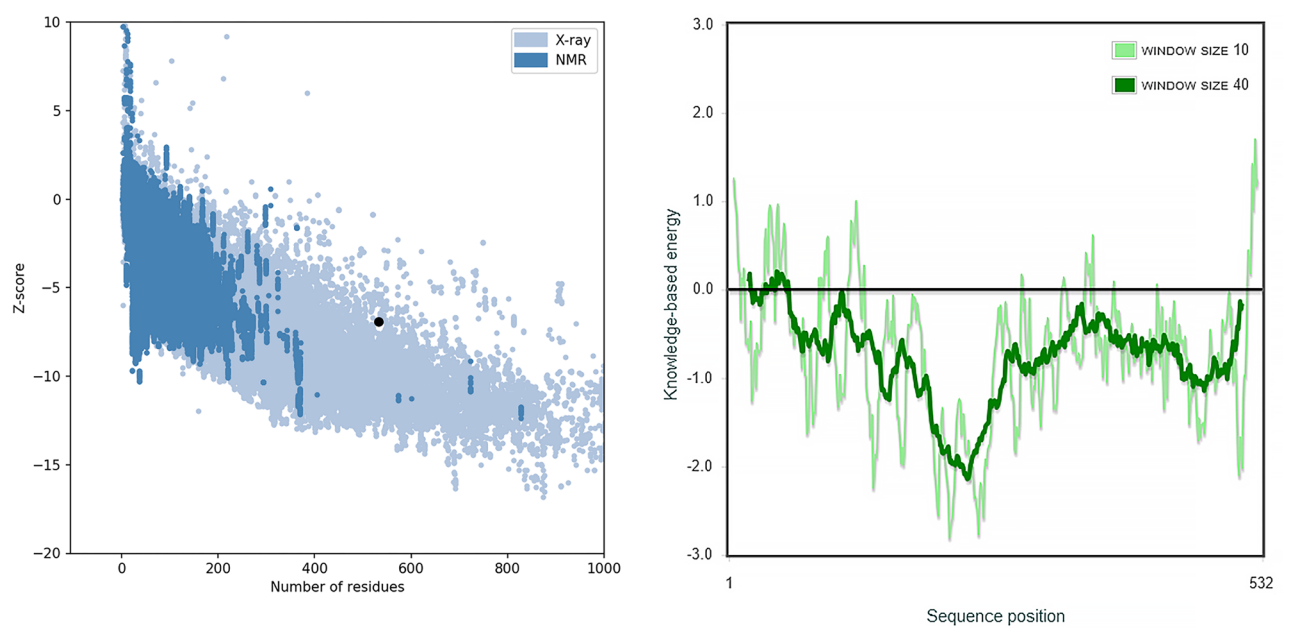 10
5
0
−5
−10
−15
−20
Z-score
0
200
400
600
800
1000
Number of residues
X-ray
NMR
3.0
2.0
1.0
0.0
-1.0
-2.0
-3.0
Knowledge-based energy
WINDOW SIZE 10
WINDOW SIZE 40
1
532
Sequence position